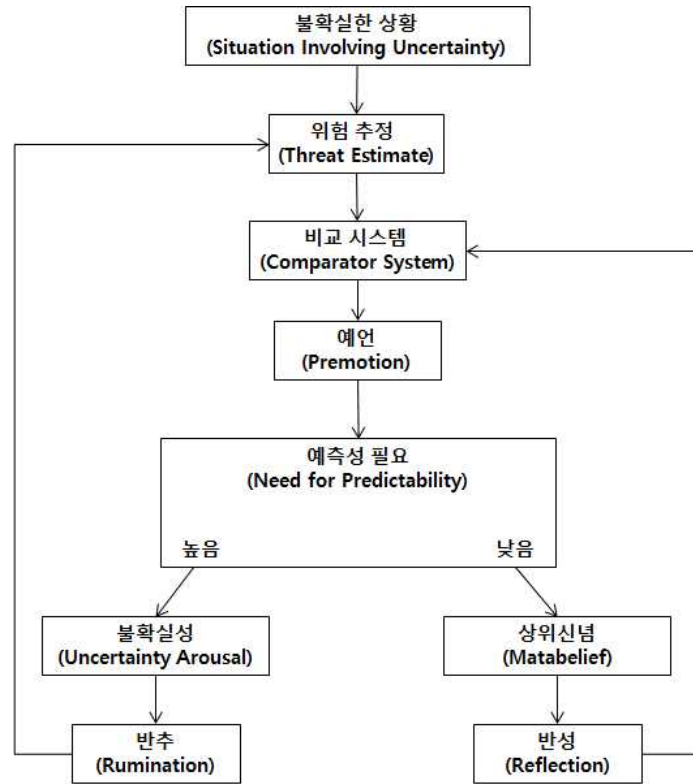 불확실한 상황
(Situation Involving Uncertainty)
위험 추정
(Threat Estimate)
비교 시스템
(Comparator System)
예언
(Premotion)
예측성 필요
(Need for Predictability)
높음
낮음
불확실성
(Uncertainty Arousal)
상위신념
(Matabelief)
반추
(Rumination)
반성
(Reflection)